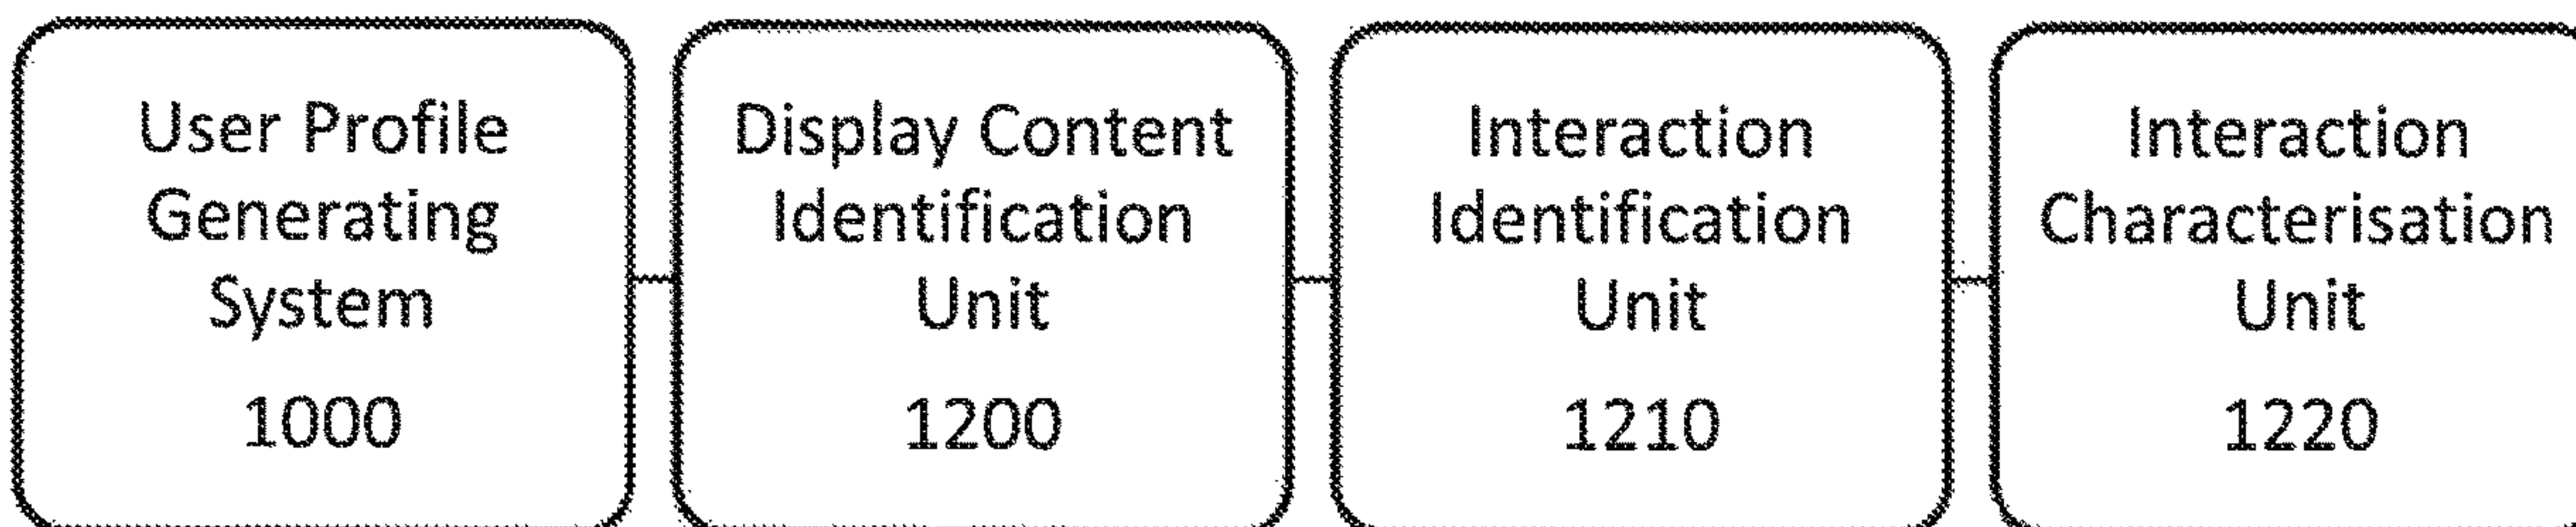 User Profile
Generating
System
1000
Display Content
Identification
Unit
1200
Interaction
Identification
Unit
1210
Interaction
Characterisation
Unit
1220